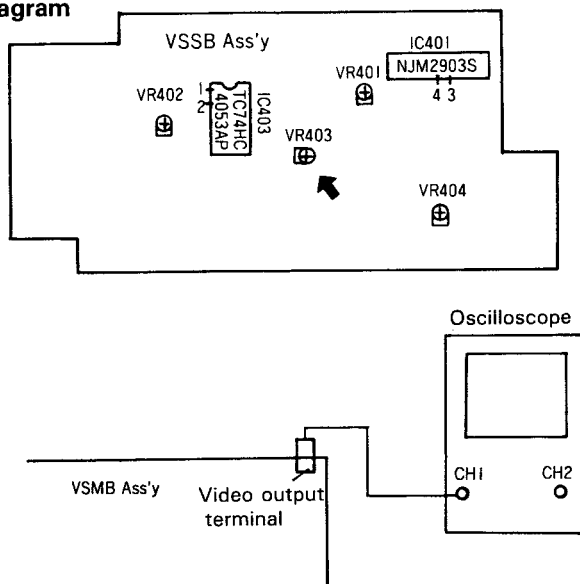 agram
VSSB Ass'y
IC401
NJM2903S
4 3
VR401
VR402
1
2
TC74HC
4053AP
IC403
VR403
VR404
Oscilloscope
CH1
CH2
VSMB Ass'y
Video output
terminal